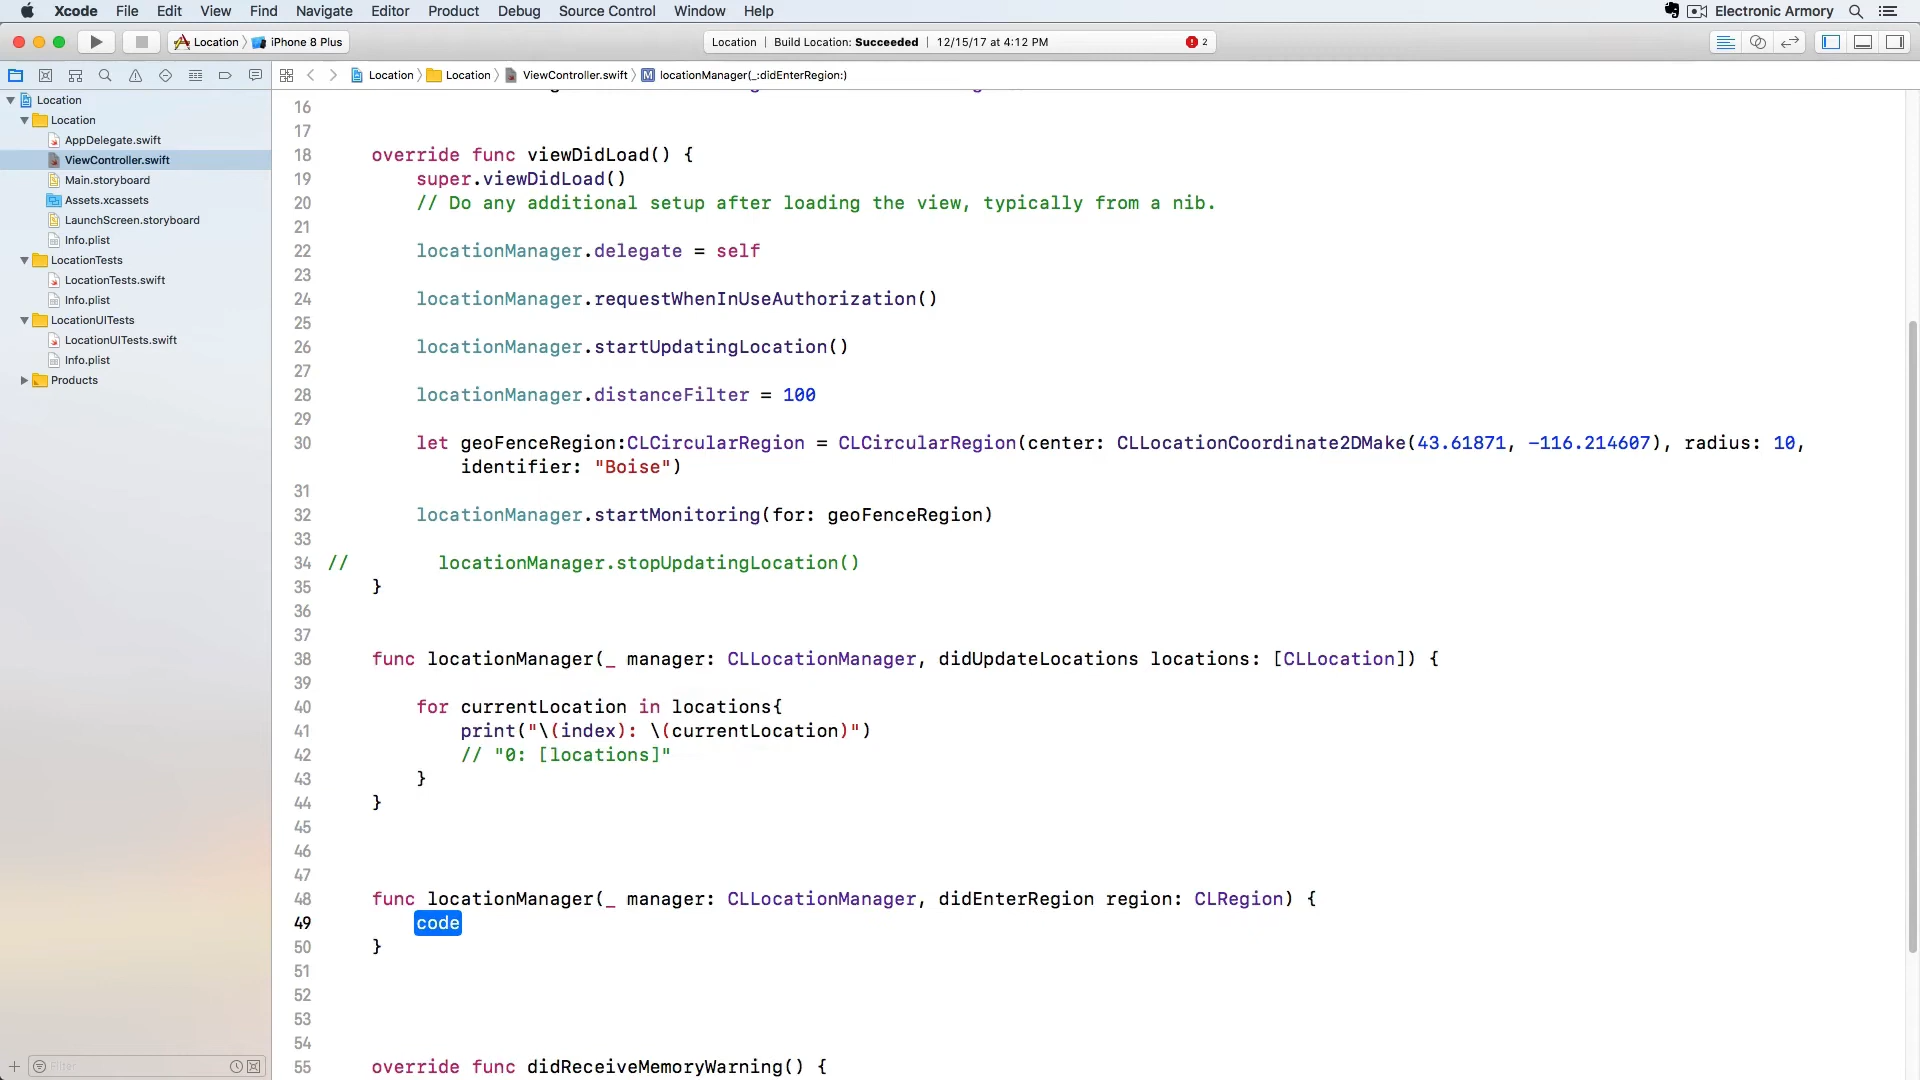 Xcode File Edit View Find Navigate Editor Product Debug Source Control Window Help Electronic Armory
Location iPhone 8 Plus Location | Build Location: Succeeded | 12/15/17 at 4:12 PM 2
Location Location ViewController.swift M locationManager(_:didEnterRegion:)
Location
Location
AppDelegate.swift
ViewController.swift
Main.storyboard
Assets.xcassets
LaunchScreen.storyboard
Info.plist
LocationTests
LocationTests.swift
Info.plist
LocationUITests
LocationUITests.swift
Info.plist
Products
Filter
16
17
18 override func viewDidLoad() {
19 super.viewDidLoad()
20 // Do any additional setup after loading the view, typically from a nib.
21
22 locationManager.delegate = self
23
24 locationManager.requestWhenInUseAuthorization()
25
26 locationManager.startUpdatingLocation()
27
28 locationManager.distanceFilter = 100
29
30 let geoFenceRegion:CLCircularRegion = CLCircularRegion(center: CLLocationCoordinate2DMake(43.61871, -116.214607), radius: 10,
identifier: "Boise")
31
32 locationManager.startMonitoring(for: geoFenceRegion)
33
34 // locationManager.stopUpdatingLocation()
35 }
36
37
38 func locationManager(_ manager: CLLocationManager, didUpdateLocations locations: [CLLocation]) {
39
40 for currentLocation in locations{
41 print("\(index): \(currentLocation)")
42 // "0: [locations]"
43 }
44 }
45
46
47
48 func locationManager(_ manager: CLLocationManager, didEnterRegion region: CLRegion) {
49 code
50 }
51
52
53
54
55 override func didReceiveMemoryWarning() {